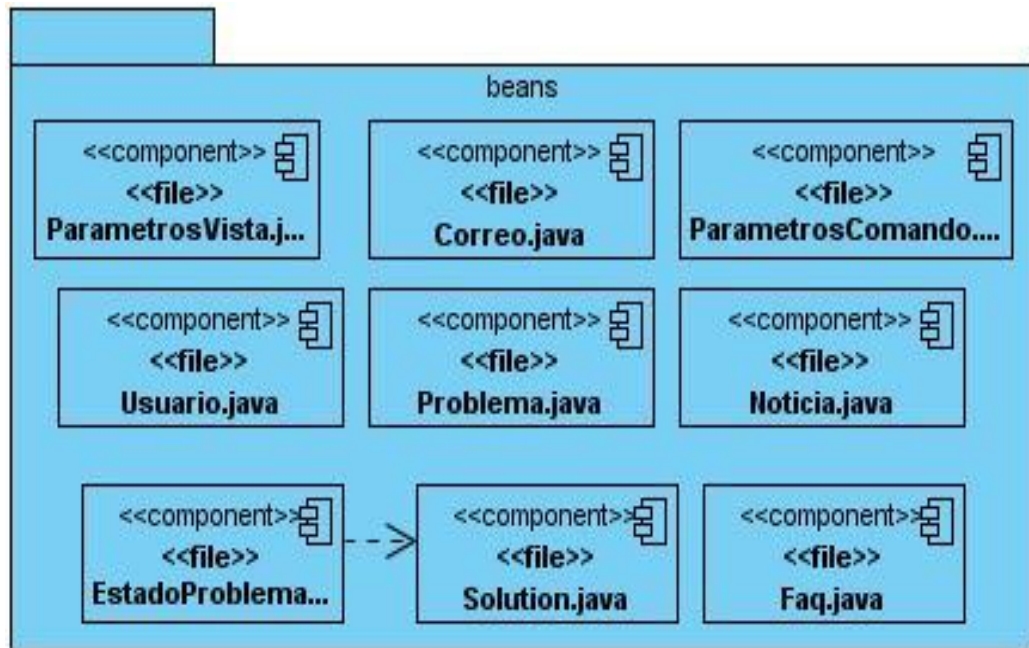 beans
<<component>>
<<file>>
ParametrosVista.j...
<<component>>
<<file>>
Correo.java
<<component>>
<<file>>
ParametrosComando....
<<component>>
<<file>>
Usuario.java
<<component>>
<<file>>
Problema.java
<<component>>
<<file>>
Noticia.java
<<component>>
<<file>>
EstadoProblema...
<<component>>
<<file>>
Solution.java
<<component>>
<<file>>
Faq.java